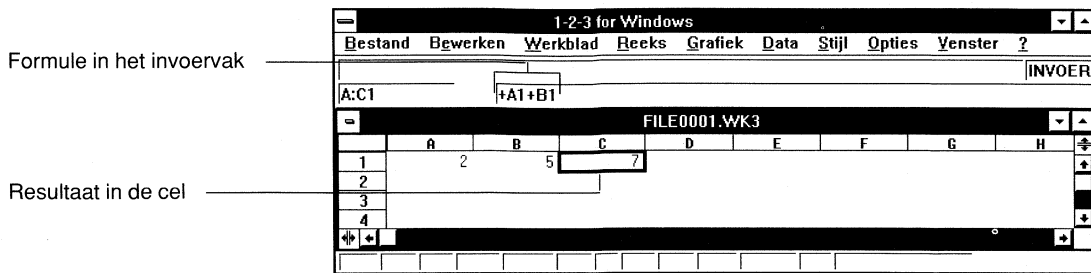 1-2-3 for Windows
Bestand Bewerken Werkblad Reeks Grafiek Data Stijl Opties Venster ?
Formule in het invoervak
INVOER
A:C1 +A1+B1
FILE0001.WK3
A B C D E F G H
1 2 5 7
Resultaat in de cel
2
3
4